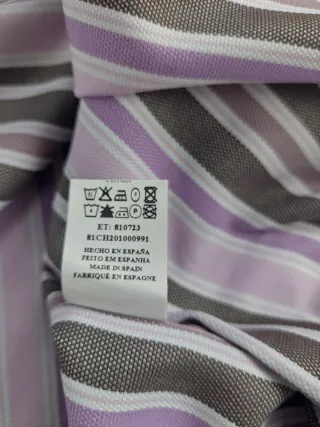 ET: 810723
81CH201000991
HECHO EN ESPAÑA
FEITO EM ESPANHA
MADE IN SPAIN
FABRIQUÉ EN ESPAGNE